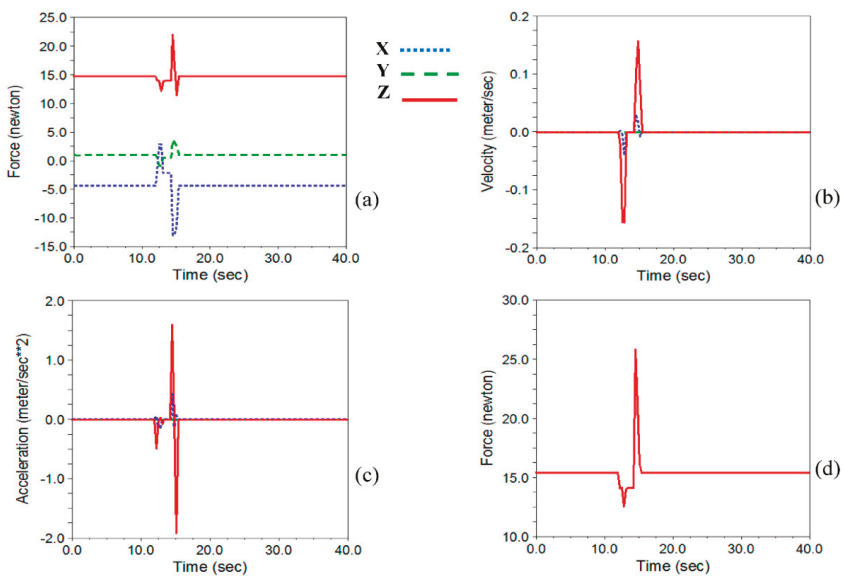 25.0
20.0
15.0
10.0
5.0
0.0
-5.0
-10.0
-15.0
Force (newton)
0.0 10.0 20.0 30.0 40.0
Time (sec)
(a)
X
Y
Z
0.2
0.1
0.0
-0.1
-0.2
Velocity (meter/sec)
0.0 10.0 20.0 30.0 40.0
Time (sec)
(b)
2.0
1.0
0.0
-1.0
-2.0
Acceleration (meter/sec**2)
0.0 10.0 20.0 30.0 40.0
Time (sec)
(c)
30.0
25.0
20.0
15.0
10.0
Force (newton)
0.0 10.0 20.0 30.0 40.0
Time (sec)
(d)